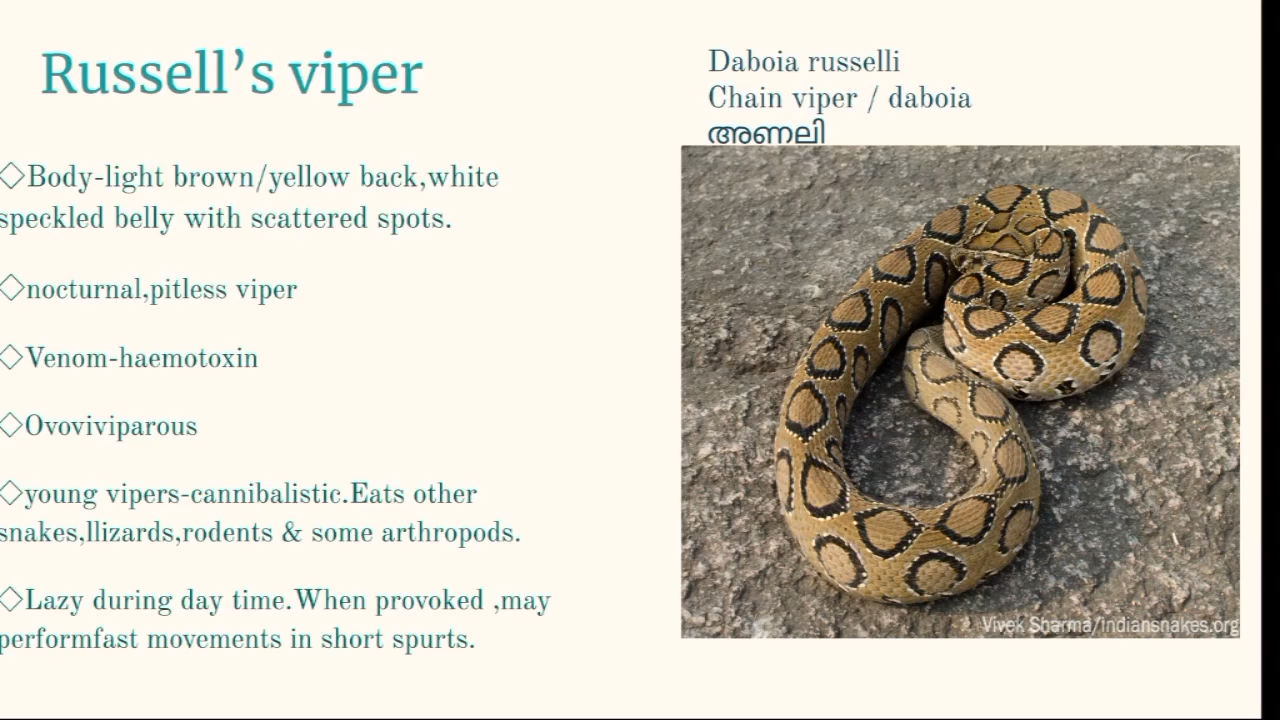 Russell’s viper
Daboia russelli
Chain viper / daboia
അണലി
◇Body-light brown/yellow back,white
speckled belly with scattered spots.
◇nocturnal,pitless viper
◇Venom-haemotoxin
◇Ovoviviparous
◇young vipers-cannibalistic.Eats other
snakes,llizards,rodents & some arthropods.
◇Lazy during day time.When provoked ,may
performfast movements in short spurts.
Vivek Sharma/indiansnakes.org